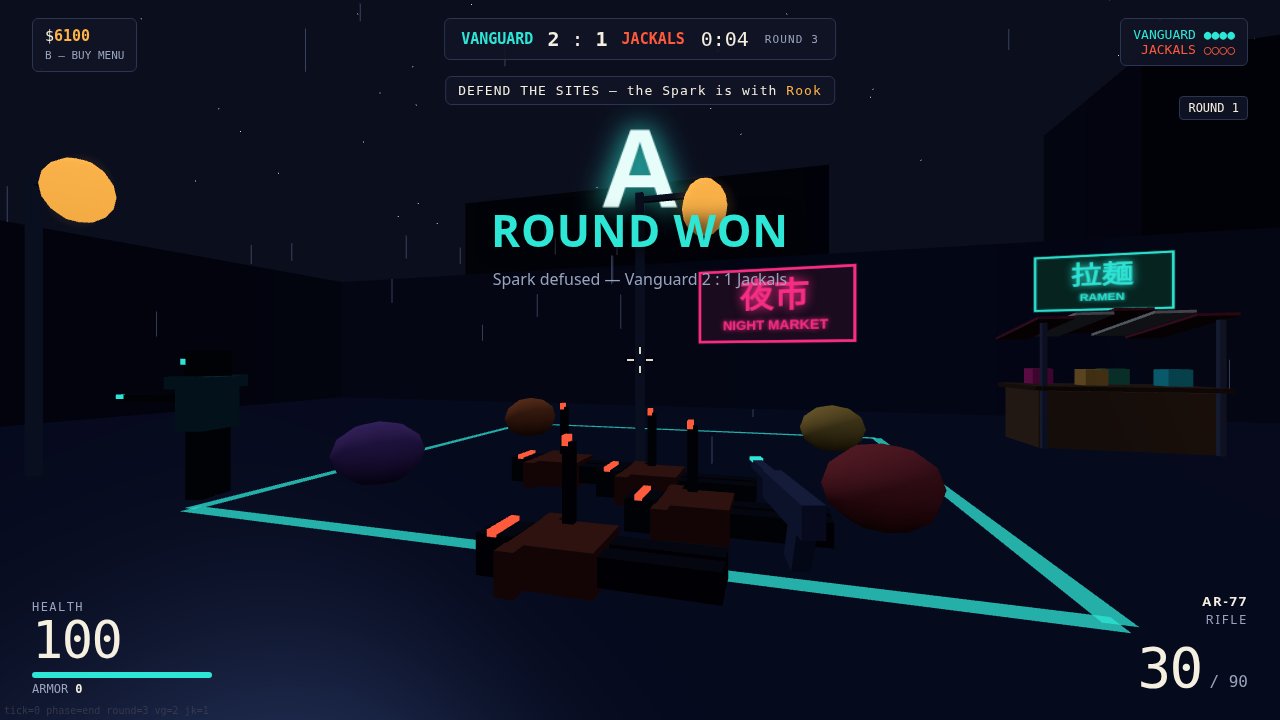 $6100
B — BUY MENU
VANGUARD 2 : 1 JACKALS 0:04 ROUND 3
VANGUARD ●●●●
JACKALS ○○○○
DEFEND THE SITES — the Spark is with Rook
ROUND 1
A
ROUND WON
Spark defused — Vanguard 2 : 1 Jackals
夜市
NIGHT MARKET
拉麵
RAMEN
HEALTH
100
ARMOR 0
AR-77
RIFLE
30 / 90
tick=0 phase=end round=3 vg=2 jk=1